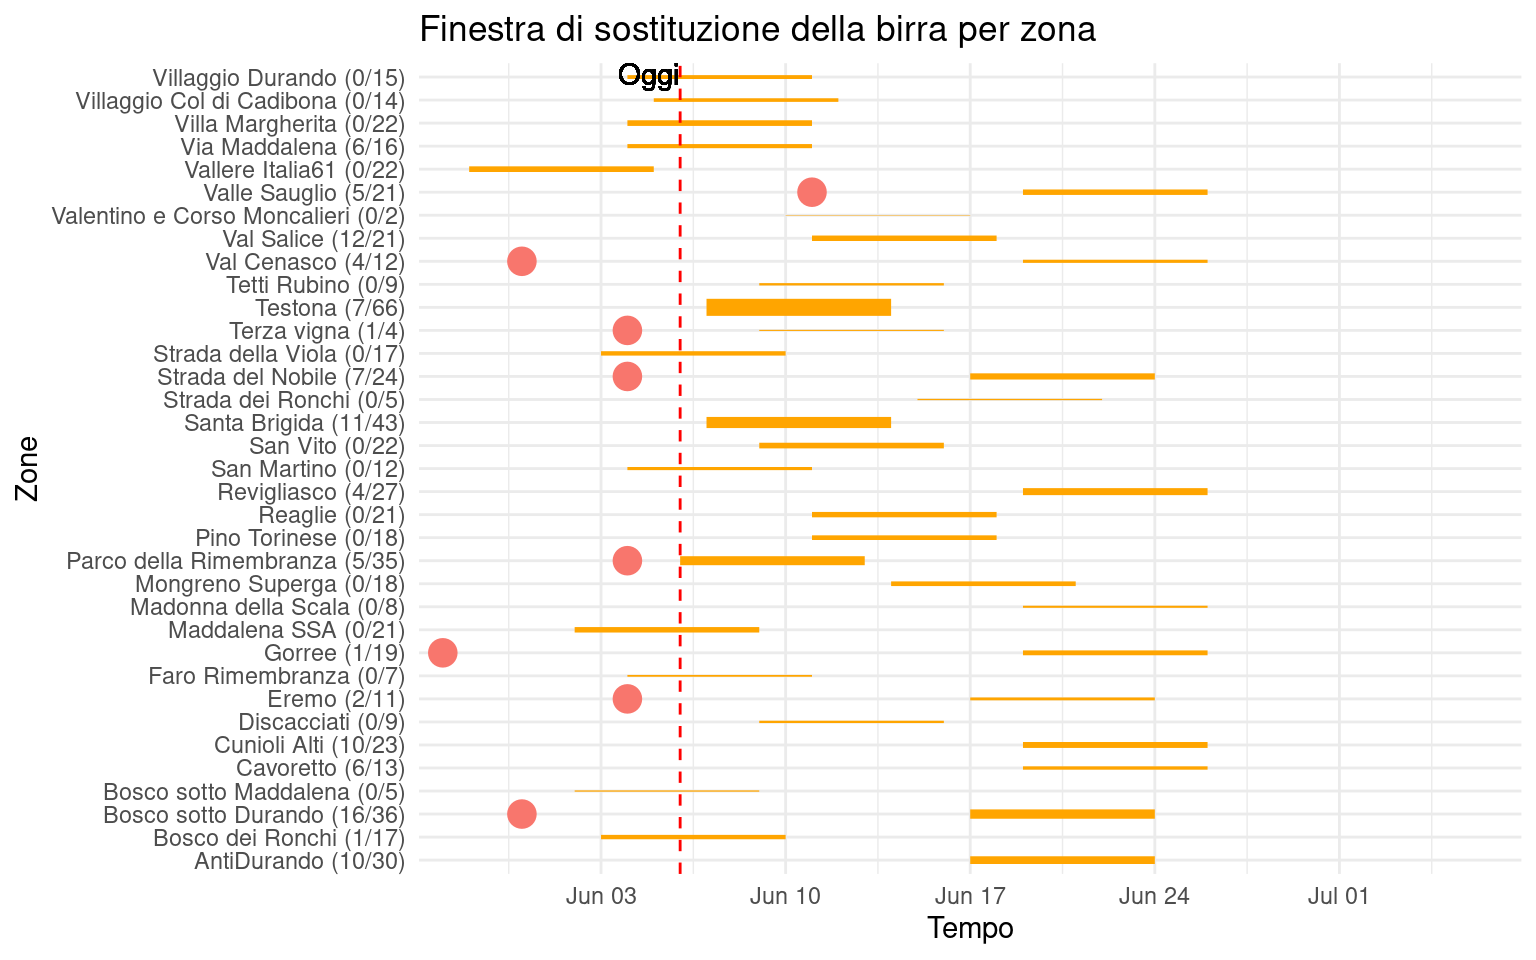 Finestra di sostituzione della birra per zona
Oggi
Villaggio Durando (0/15)
Villaggio Col di Cadibona (0/14)
Villa Margherita (0/22)
Via Maddalena (6/16)
Vallere Italia61 (0/22)
Valle Sauglio (5/21)
Valentino e Corso Moncalieri (0/2)
Val Salice (12/21)
Val Cenasco (4/12)
Tetti Rubino (0/9)
Testona (7/66)
Terza vigna (1/4)
Strada della Viola (0/17)
Strada del Nobile (7/24)
Strada dei Ronchi (0/5)
Santa Brigida (11/43)
San Vito (0/22)
San Martino (0/12)
Revigliasco (4/27)
Reaglie (0/21)
Pino Torinese (0/18)
Parco della Rimembranza (5/35)
Mongreno Superga (0/18)
Madonna della Scala (0/8)
Maddalena SSA (0/21)
Gorree (1/19)
Faro Rimembranza (0/7)
Eremo (2/11)
Discacciati (0/9)
Cunioli Alti (10/23)
Cavoretto (6/13)
Bosco sotto Maddalena (0/5)
Bosco sotto Durando (16/36)
Bosco dei Ronchi (1/17)
AntiDurando (10/30)
Zone
Jun 03 Jun 10 Jun 17 Jun 24 Jul 01
Tempo